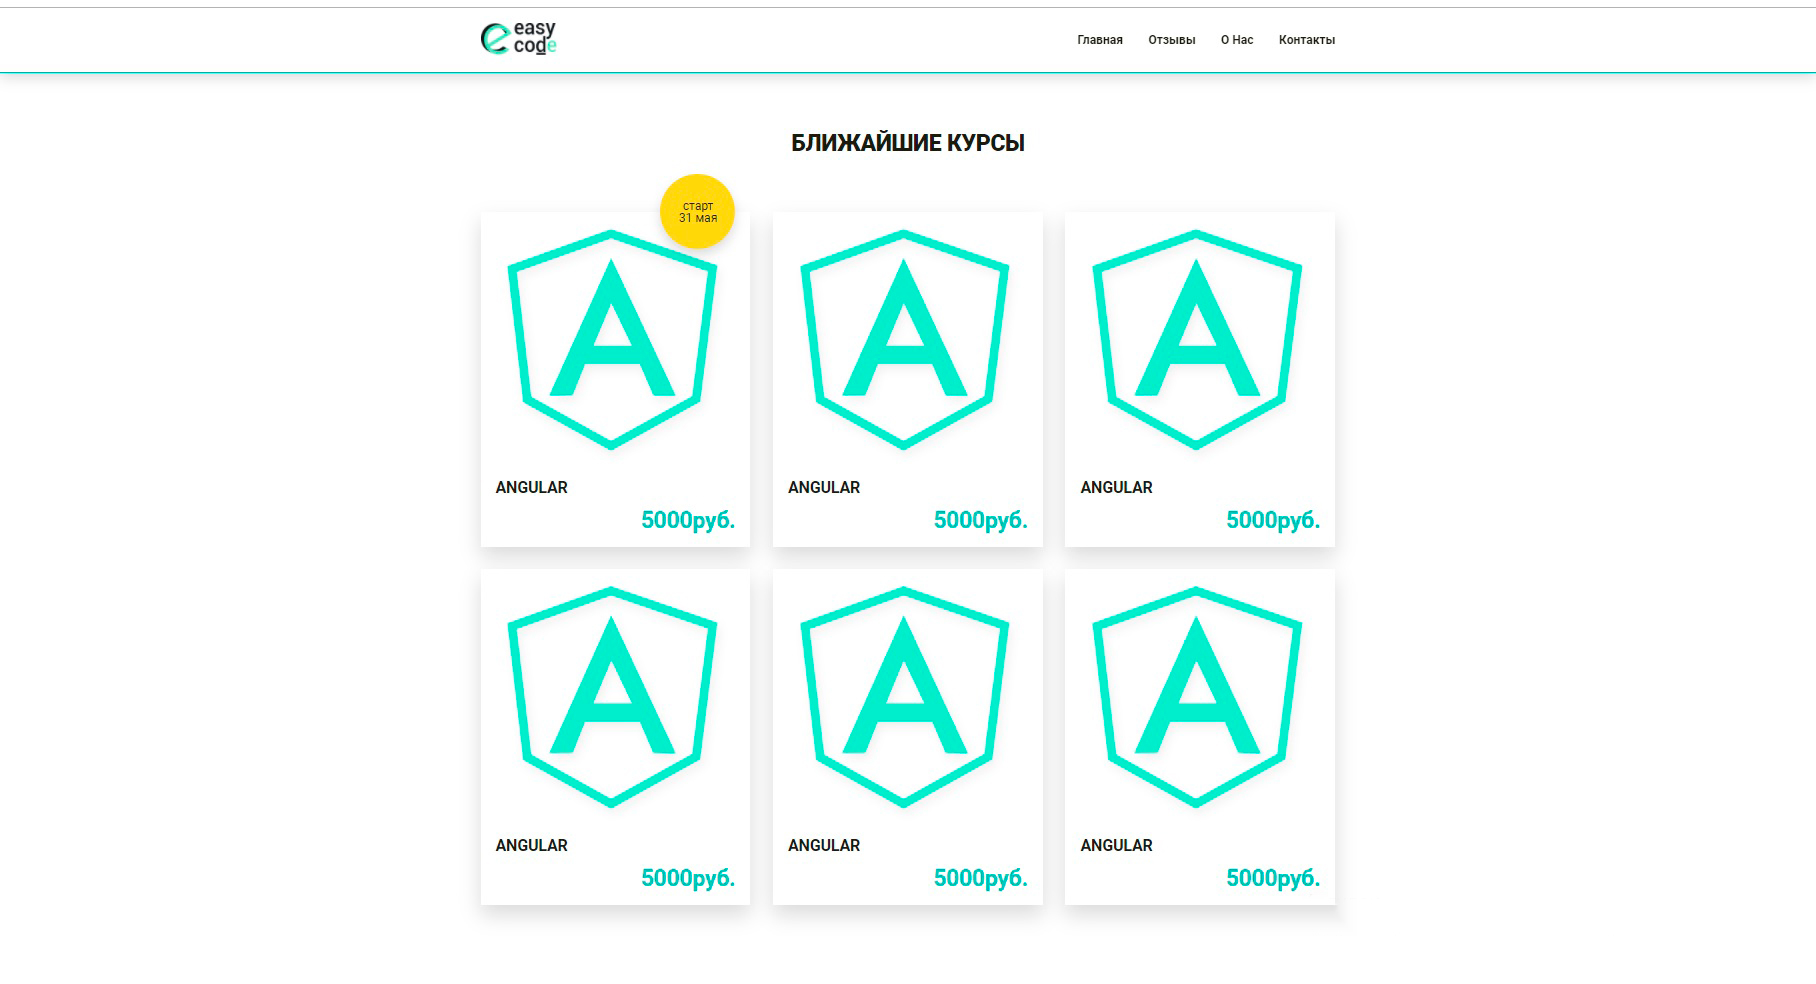 easy
code
Главная Отзывы О Нас Контакты
БЛИЖАЙШИЕ КУРСЫ
старт
31 мая
ANGULAR
5000руб.
ANGULAR
5000руб.
ANGULAR
5000руб.
ANGULAR
5000руб.
ANGULAR
5000руб.
ANGULAR
5000руб.